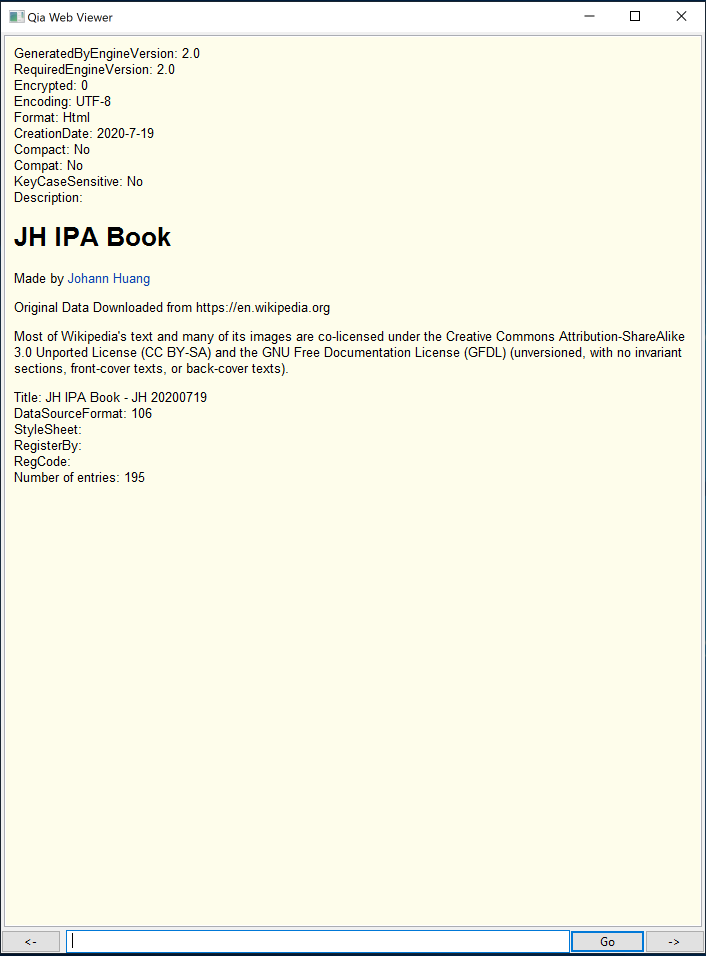 Qia Web Viewer
GeneratedByEngineVersion: 2.0
RequiredEngineVersion: 2.0
Encrypted: 0
Encoding: UTF-8
Format: Html
CreationDate: 2020-7-19
Compact: No
Compat: No
KeyCaseSensitive: No
Description:
JH IPA Book
Made by Johann Huang
Original Data Downloaded from https://en.wikipedia.org
Most of Wikipedia's text and many of its images are co-licensed under the Creative Commons Attribution-ShareAlike
3.0 Unported License (CC BY-SA) and the GNU Free Documentation License (GFDL) (unversioned, with no invariant
sections, front-cover texts, or back-cover texts).
Title: JH IPA Book - JH 20200719
DataSourceFormat: 106
StyleSheet:
RegisterBy:
RegCode:
Number of entries: 195
<- Go ->